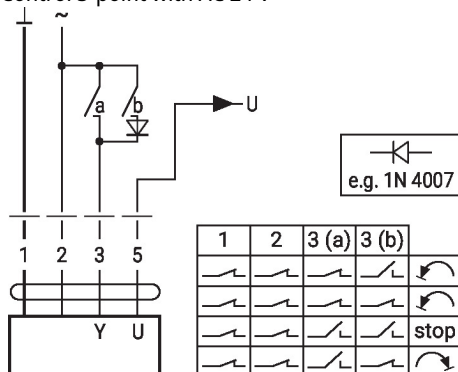 Control 3-point with AC 24 V
~
a b
U
e.g. 1N 4007
1 2 3 5
Y U
1 2 3 (a) 3 (b)
stop